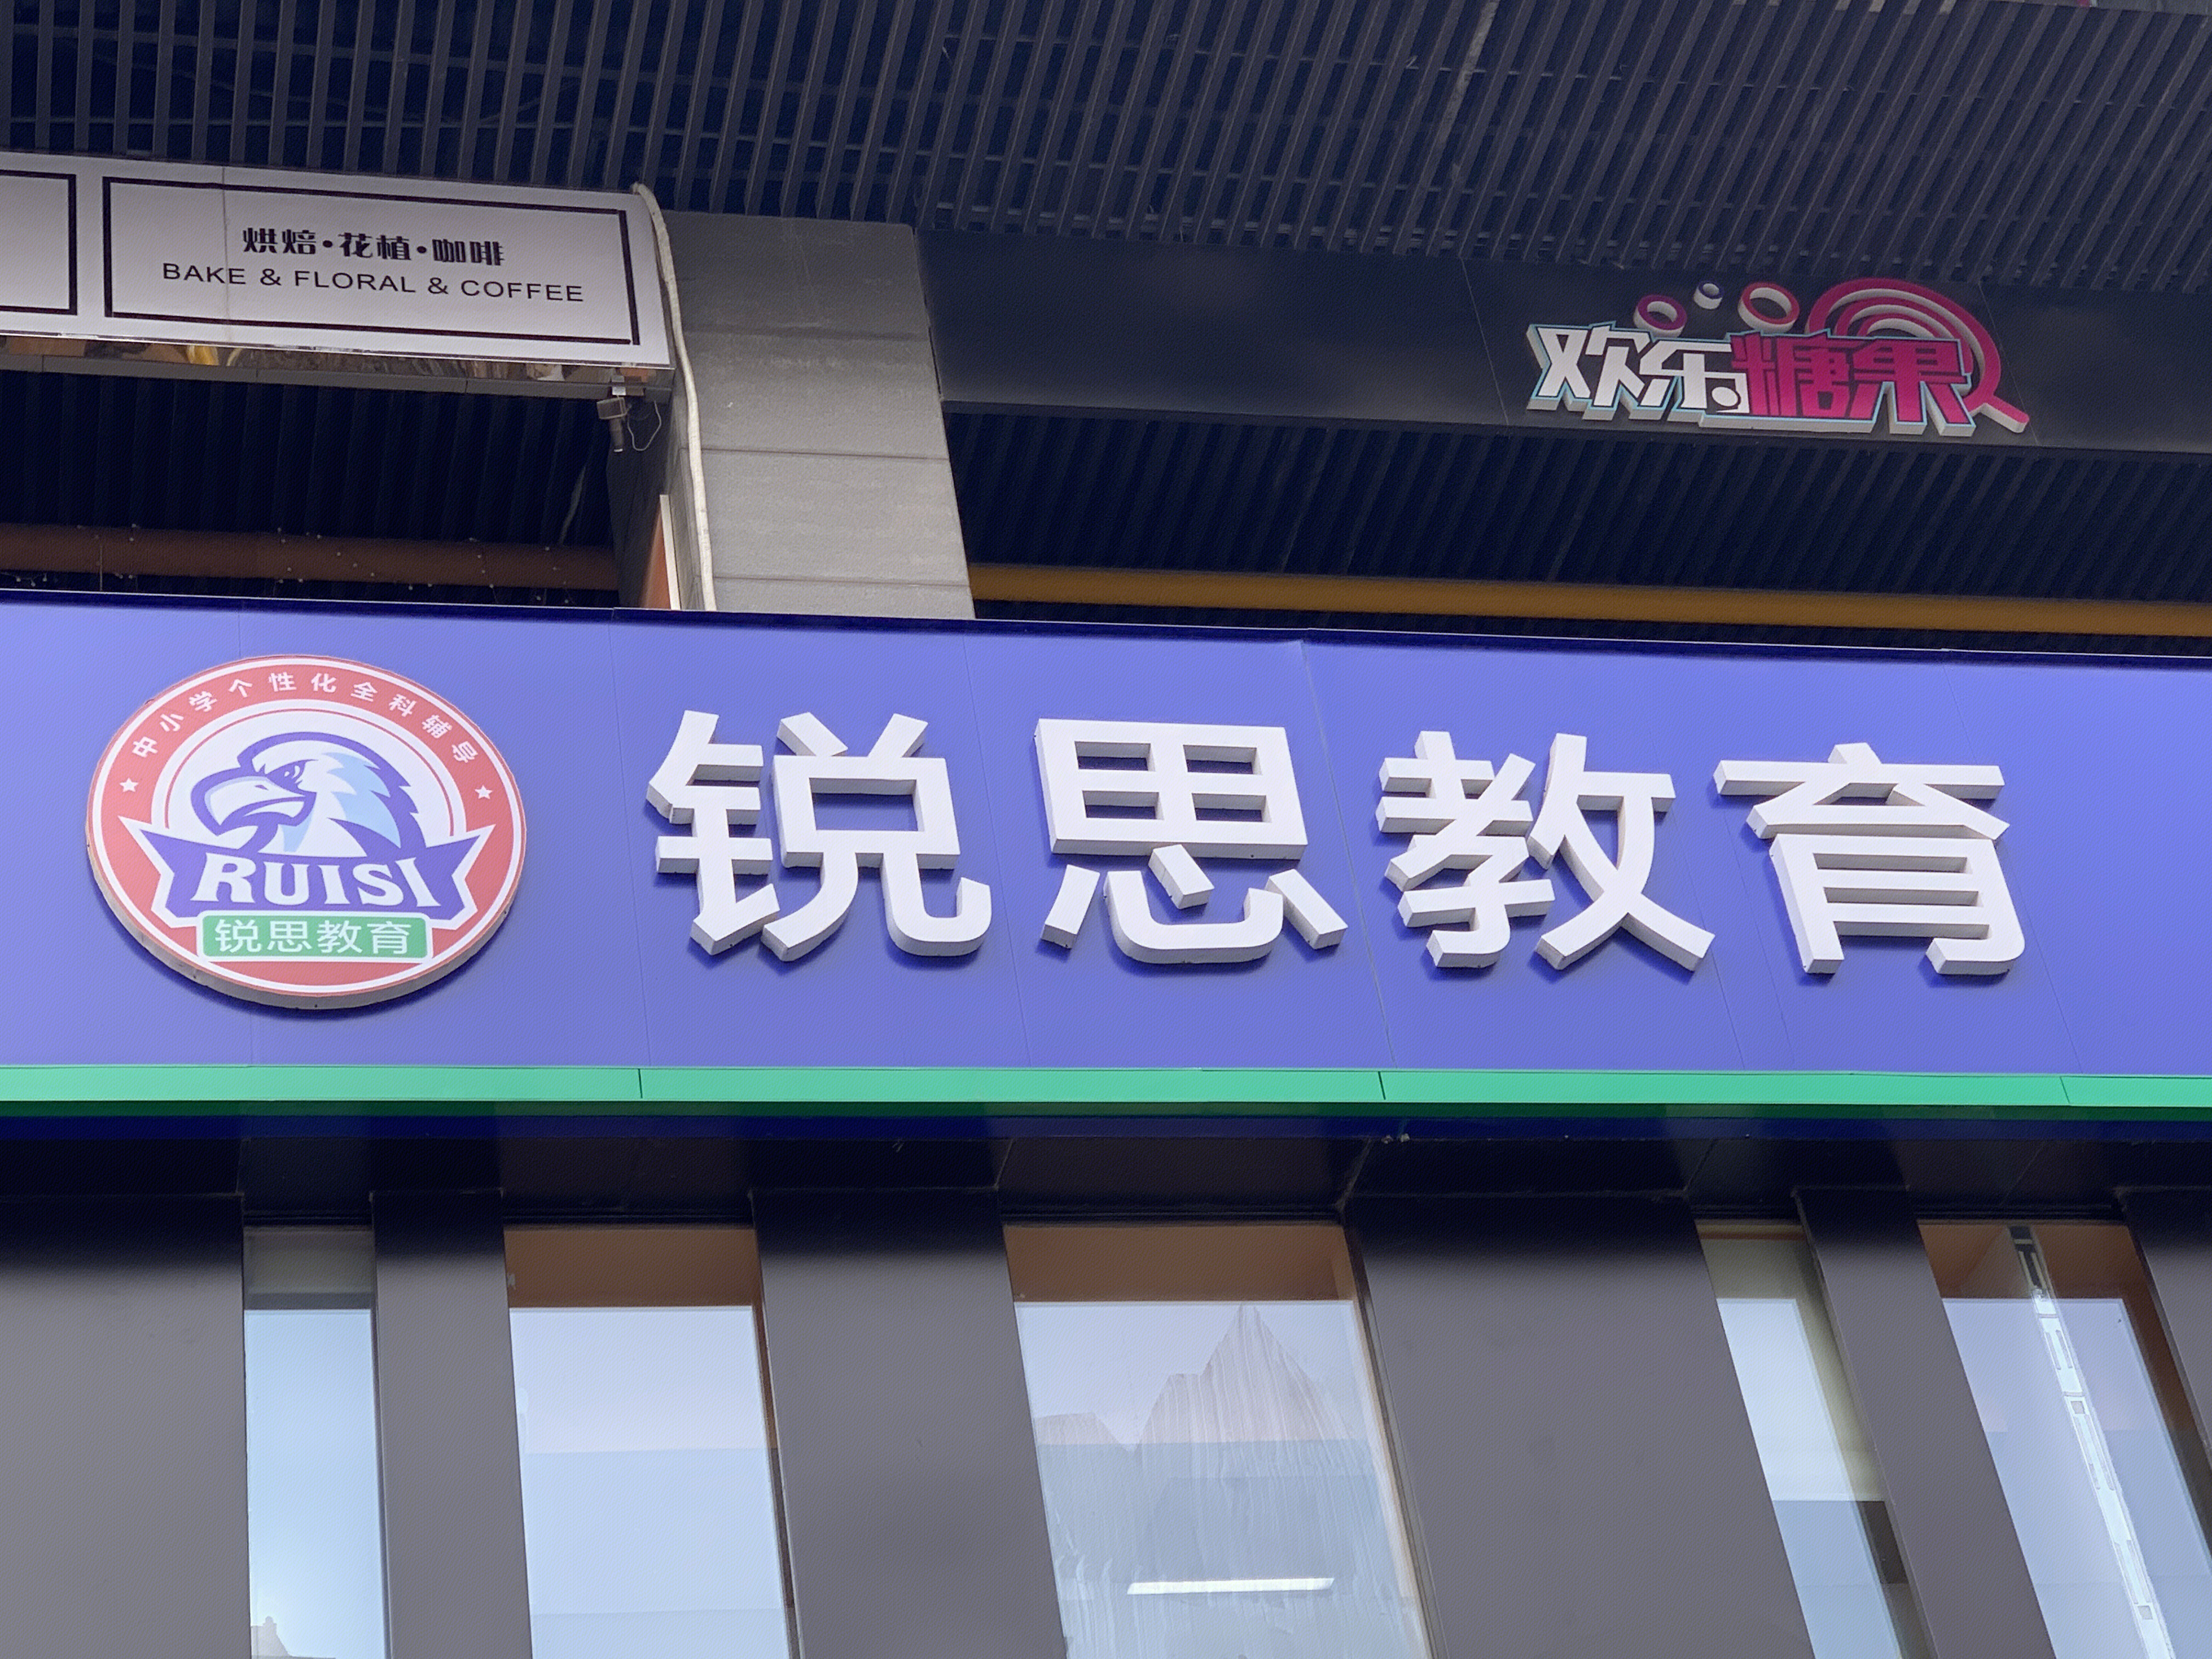 烘焙·花植·咖啡
BAKE & FLORAL & COFFEE
欢乐糖果
中小学个性化全科辅导
RUISI
锐思教育
锐思教育